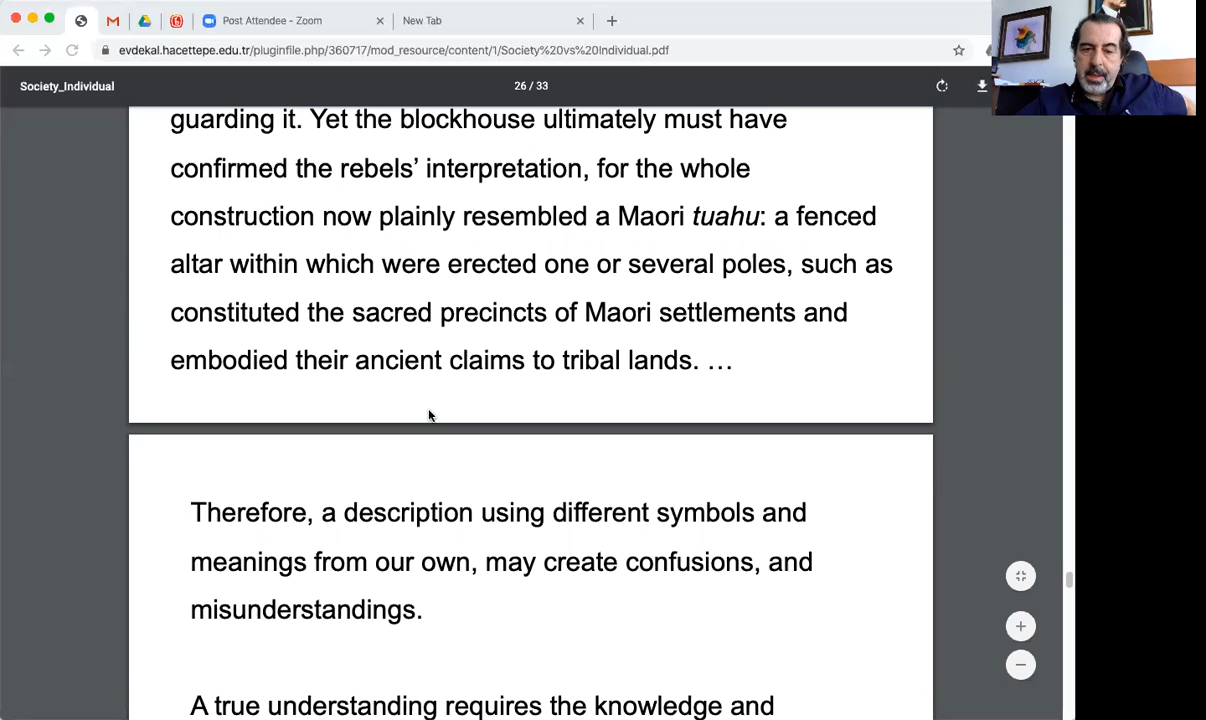 Post Attendee - Zoom
New Tab
evdekal.hacettepe.edu.tr/pluginfile.php/360717/mod_resource/content/1/Society%20vs%20Individual.pdf
Society_Individual
26 / 33
guarding it. Yet the blockhouse ultimately must have
confirmed the rebels’ interpretation, for the whole
construction now plainly resembled a Maori tuahu: a fenced
altar within which were erected one or several poles, such as
constituted the sacred precincts of Maori settlements and
embodied their ancient claims to tribal lands. …
Therefore, a description using different symbols and
meanings from our own, may create confusions, and
misunderstandings.
A true understanding requires the knowledge and